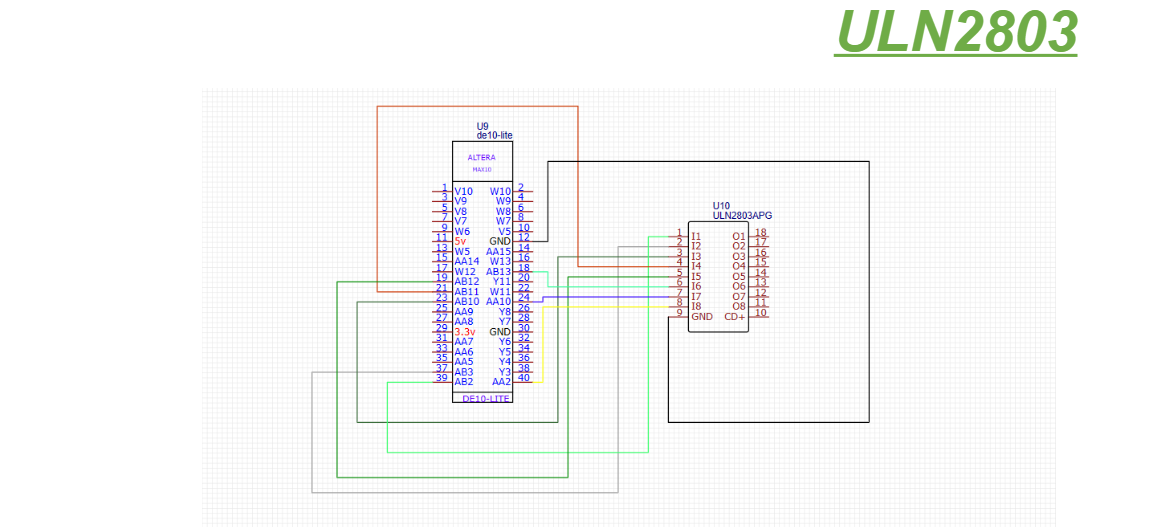 ULN2803
U9
de10-lite
ALTERA
MAX10
1 V10 W10 2
3 V9 W9 4
5 V8 W8 6
7 V7 W7 8
9 W6 V5 10
11 5v GND 12
13 W5 AA15 14
15 AA14 W13 16
17 W12 AB13 18
19 AB12 Y11 20
21 AB11 W11 22
23 AB10 AA10 24
25 AA9 Y8 26
27 AA8 Y7 28
29 3.3v GND 30
31 AA7 Y6 32
33 AA6 Y5 34
35 AA5 Y4 36
37 AB3 Y3 38
39 AB2 AA2 40
DE10-LITE
U10
ULN2803APG
1 I1 O1 18
2 I2 O2 17
3 I3 O3 16
4 I4 O4 15
5 I5 O5 14
6 I6 O6 13
7 I7 O7 12
8 I8 O8 11
9 GND CD+ 10